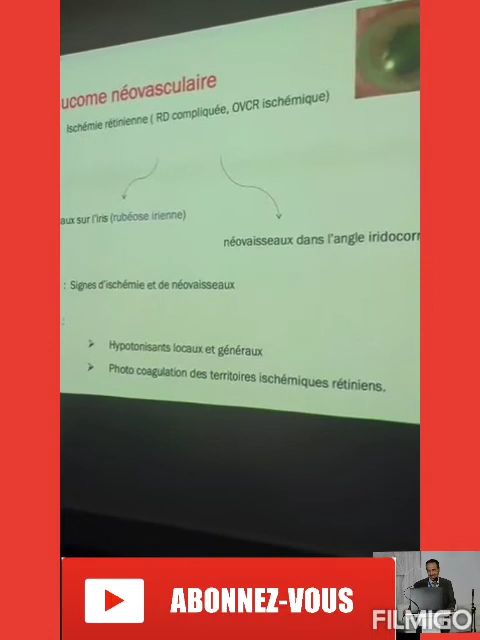 ucome néovasculaire
Ischémie rétinienne ( RD compliquée, OVCR ischémique)
aux sur l'iris (rubéose irienne)
néovaisseaux dans l'angle iridocorr
: Signes d'ischémie et de néovaisseaux
:
➢ Hypotonisants locaux et généraux
➢ Photo coagulation des territoires ischémiques rétiniens.
ABONNEZ-VOUS
FILMIGO